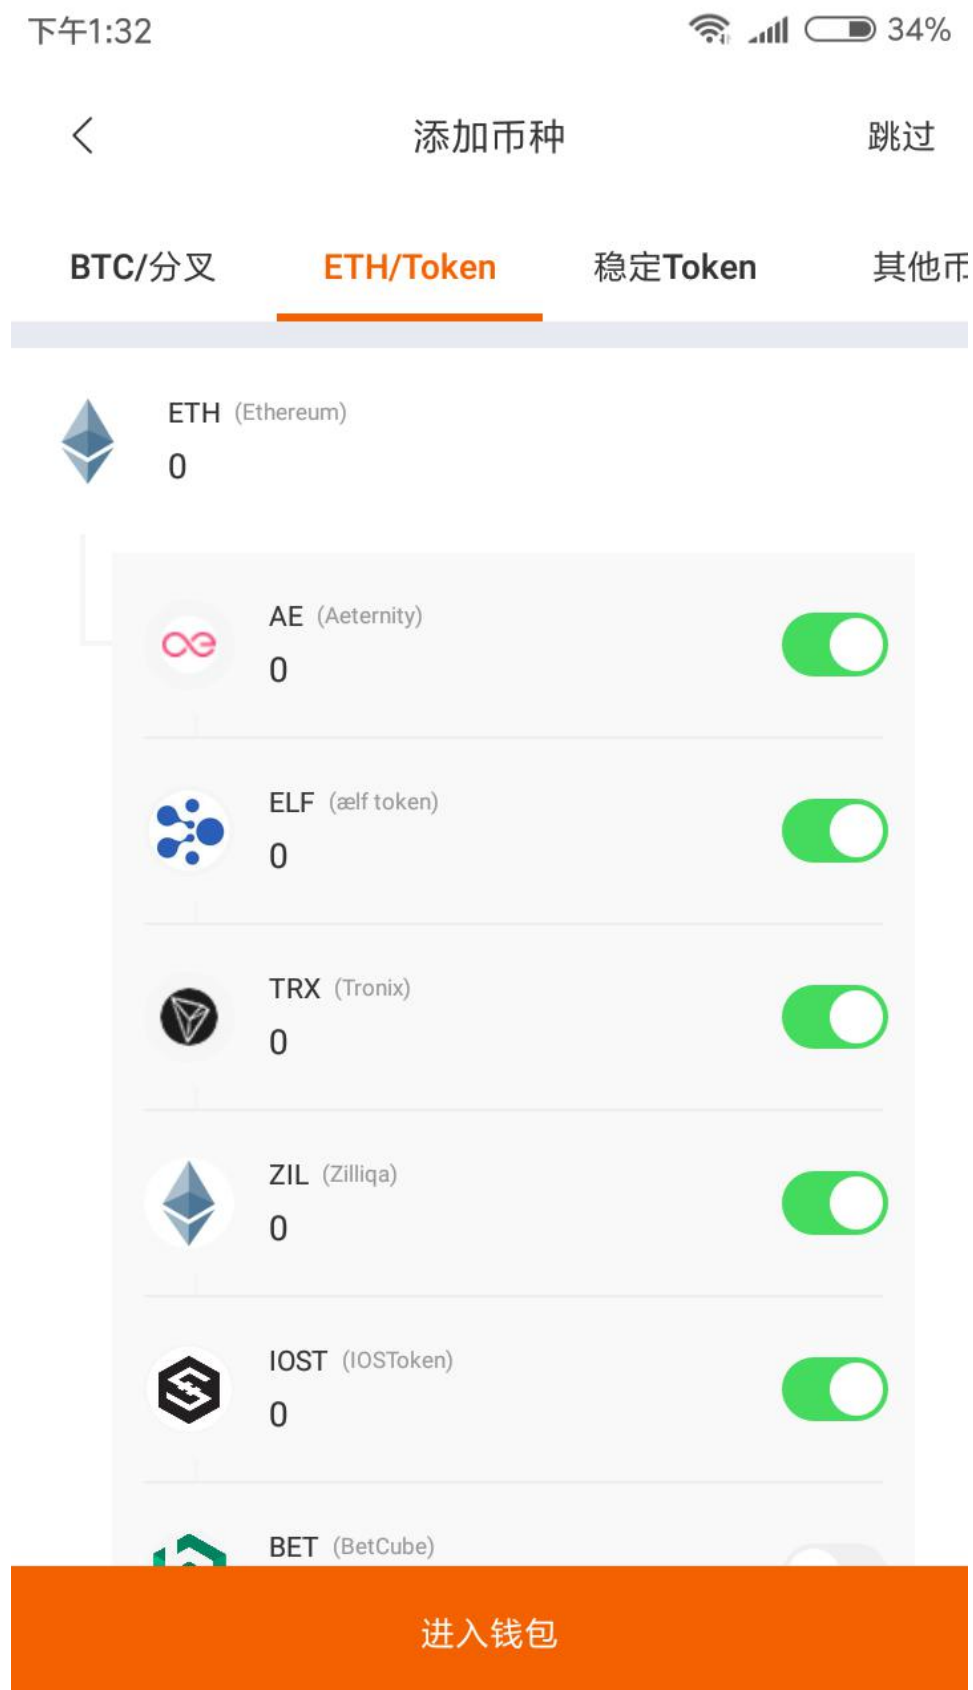 下午1:32 34%
添加币种 跳过
BTC/分叉 ETH/Token 稳定Token 其他币
ETH (Ethereum)
0
AE (Aeternity)
0
ELF (ælf token)
0
TRX (Tronix)
0
ZIL (Zilliqa)
0
IOST (IOSToken)
0
BET (BetCube)
进入钱包